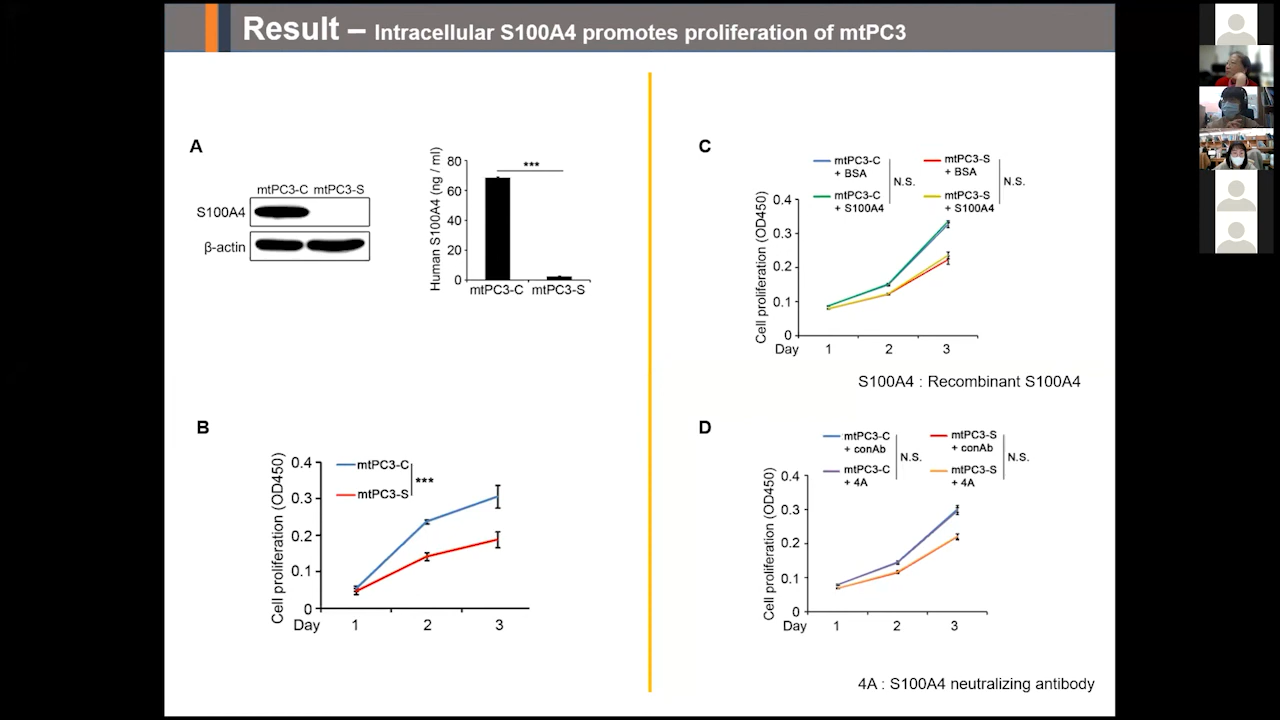 Result – Intracellular S100A4 promotes proliferation of mtPC3
A
mtPC3-C mtPC3-S
S100A4
β-actin
Human S100A4 (ng / ml)
80
60
40
20
0
***
mtPC3-C mtPC3-S
B
Cell proliferation (OD450)
0.4
0.3
0.2
0.1
0
mtPC3-C
mtPC3-S
***
Day 1 2 3
C
mtPC3-C
+ BSA
mtPC3-C
+ S100A4
N.S.
mtPC3-S
+ BSA
mtPC3-S
+ S100A4
N.S.
Cell proliferation (OD450)
0.4
0.3
0.2
0.1
0
Day 1 2 3
S100A4 : Recombinant S100A4
D
mtPC3-C
+ conAb
mtPC3-C
+ 4A
N.S.
mtPC3-S
+ conAb
mtPC3-S
+ 4A
N.S.
Cell proliferation (OD450)
0.4
0.3
0.2
0.1
0
Day 1 2 3
4A : S100A4 neutralizing antibody